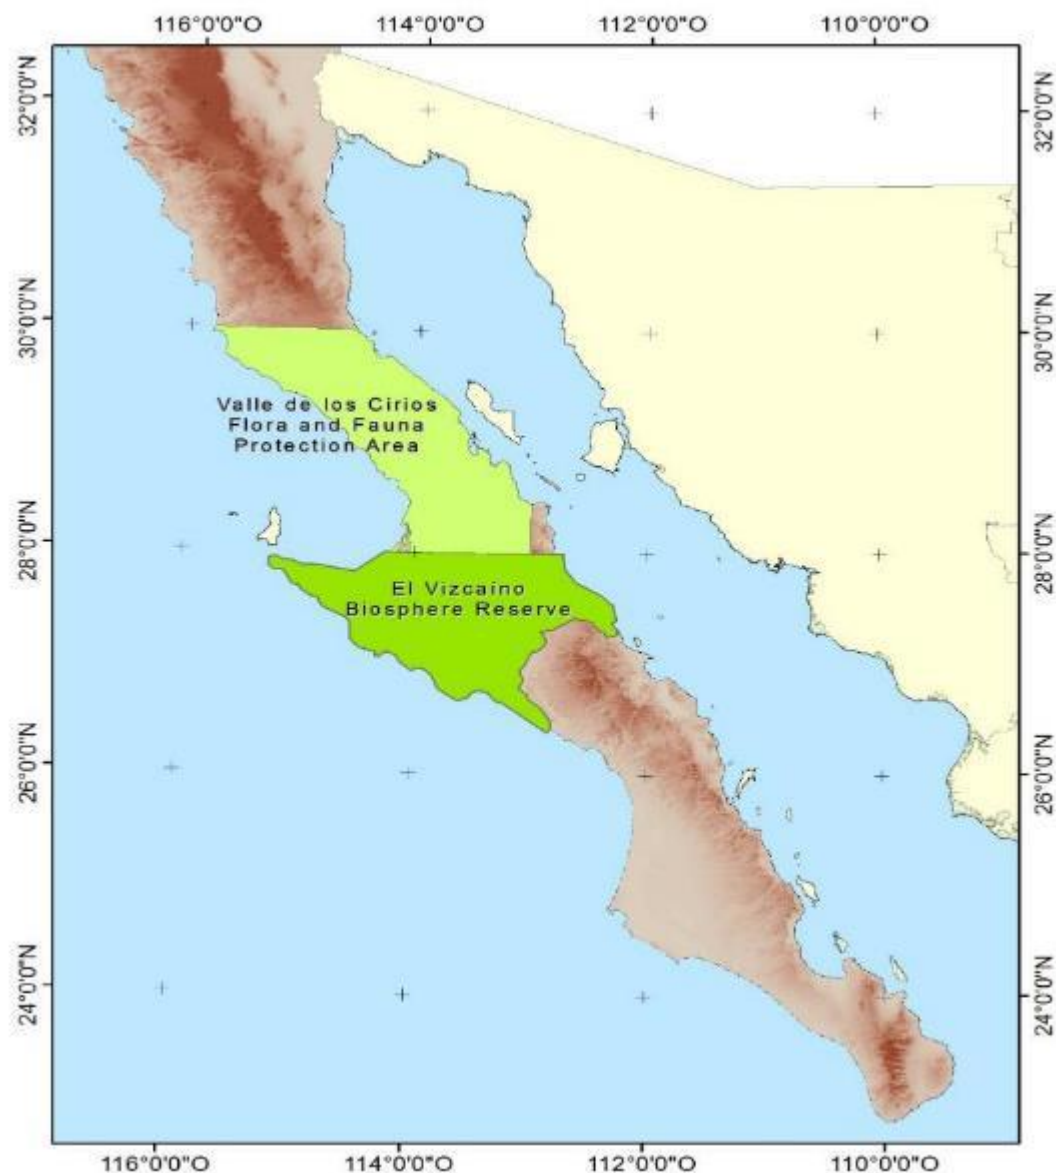 116°0'0"O 114°0'0"O 112°0'0"O 110°0'0"O
32°0'0"N 32°0'0"N
30°0'0"N 30°0'0"N
Valle de los Cirios
Flora and Fauna
Protection Area
28°0'0"N 28°0'0"N
El Vizcaíno
Biosphere Reserve
26°0'0"N 26°0'0"N
24°0'0"N 24°0'0"N
116°0'0"O 114°0'0"O 112°0'0"O 110°0'0"O